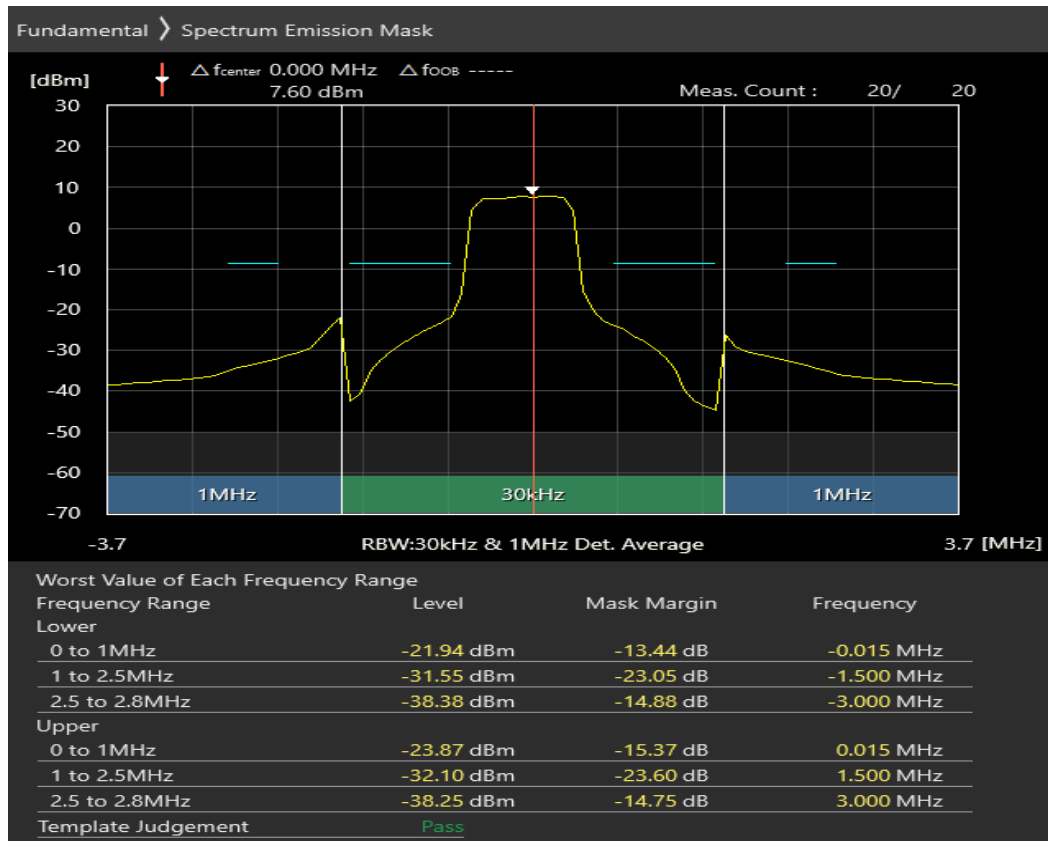 Fundamental ❯ Spectrum Emission Mask
[dBm] △ fcenter 0.000 MHz △ fOOB -----
7.60 dBm Meas. Count : 20/ 20
30
20
10
0
-10
-20
-30
-40
-50
-60
1MHz 30kHz 1MHz
-70
-3.7 RBW:30kHz & 1MHz Det. Average 3.7 [MHz]
Worst Value of Each Frequency Range
Frequency Range Level Mask Margin Frequency
Lower
0 to 1MHz -21.94 dBm -13.44 dB -0.015 MHz
1 to 2.5MHz -31.55 dBm -23.05 dB -1.500 MHz
2.5 to 2.8MHz -38.38 dBm -14.88 dB -3.000 MHz
Upper
0 to 1MHz -23.87 dBm -15.37 dB 0.015 MHz
1 to 2.5MHz -32.10 dBm -23.60 dB 1.500 MHz
2.5 to 2.8MHz -38.25 dBm -14.75 dB 3.000 MHz
Template Judgement Pass